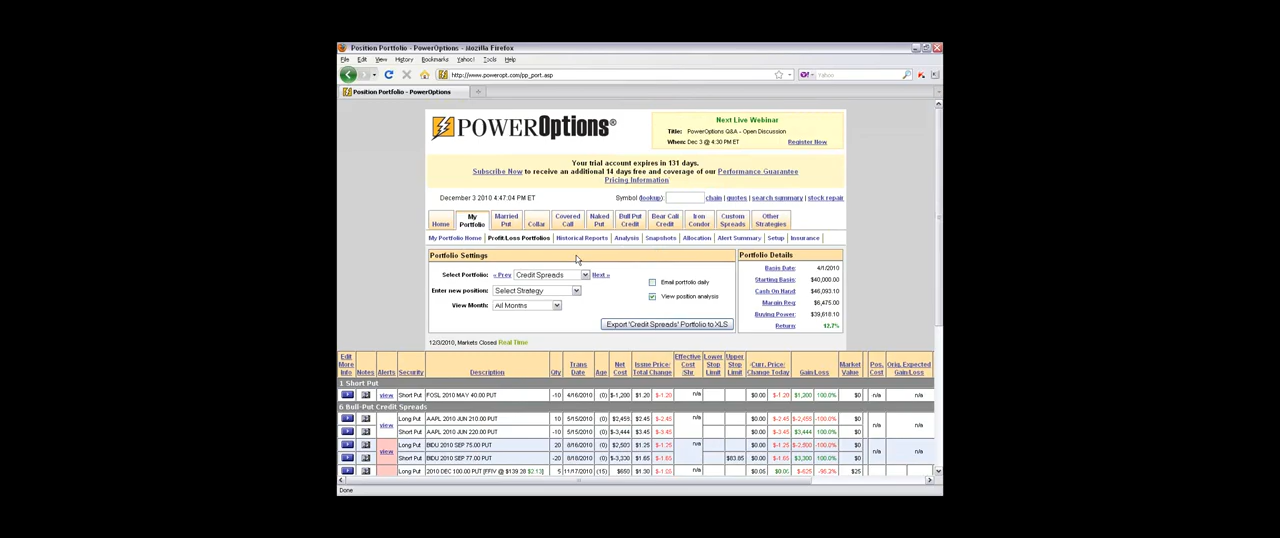 Position Portfolio - PowerOptions - Mozilla Firefox
File Edit View History Bookmarks Yahoo! Tools Help
http://www.poweropt.com/pp_port.asp
Yahoo
Position Portfolio - PowerOptions
POWEROptions®
Next Live Webinar
Title: PowerOptions Q&A - Open Discussion
When: Dec 3 @ 4:30 PM ET Register Now
Your trial account expires in 131 days.
Subscribe Now to receive an additional 14 days free and coverage of our Performance Guarantee
Pricing Information
December 3 2010 4:47:04 PM ET
Symbol (lookup) chain | quotes | search summary | stock repair
Home My Portfolio Married Put Collar Covered Call Naked Put Bull Put Credit Bear Call Credit Iron Condor Custom Spreads Other Strategies
My Portfolio Home Profit/Loss Portfolios Historical Reports Analysis Snapshots Allocation Alert Summary Setup Insurance
Portfolio Settings
Select Portfolio: « Prev Credit Spreads Next »
Enter new position: Select Strategy
View Month: All Months
Email portfolio daily
View position analysis
Export 'Credit Spreads' Portfolio to XLS
Portfolio Details
Basis Date: 4/1/2010
Starting Basis: $40,000.00
Cash On Hand: $46,093.10
Margin Req: $6,475.00
Buying Power: $39,618.10
Return: 12.7%
12/3/2010, Markets Closed Real Time
Edit More Info Notes Alerts Security Description Qty Trans Date Age Net Cost Issue Price/ Total Change Effective Cost /Shr Lower Stop Limit Upper Stop Limit Curr. Price/ Change Today Gain/Loss Market Value Pos. Cost Orig. Expected Gain/Loss
1 Short Put
view Short Put FOSL 2010 MAY 40.00 PUT -10 4/16/2010 (0) $-1,200 $1.20 $-1.20 n/a $0.00 $-1.20 $1,200 100.0% $0 n/a n/a
6 Bull-Put Credit Spreads
Long Put AAPL 2010 JUN 210.00 PUT 10 5/15/2010 (0) $2,455 $2.45 $-2.45 n/a $0.00 $-2.45 $-2,455 -100.0% $0 n/a n/a
view
Short Put AAPL 2010 JUN 220.00 PUT -10 5/15/2010 (0) $-3,444 $3.45 $-3.45 $0.00 $-3.45 $3,444 100.0% $0
Long Put BIDU 2010 SEP 75.00 PUT 20 8/16/2010 (0) $2,503 $1.25 $-1.25 n/a $0.00 $-1.25 -100.0% $0 n/a n/a
view
Short Put BIDU 2010 SEP 77.00 PUT -20 8/16/2010 (0) $-3,330 $1.65 $-1.65 $83.85 $0.00 $-1.65 $3,300 100.0% $0
Long Put 2010 DEC 100.00 PUT [FFIV @ $139.28 $2.13] 5 11/17/2010 (15) $650 $1.30 $0.05 $-625 -96.2% $25
Done